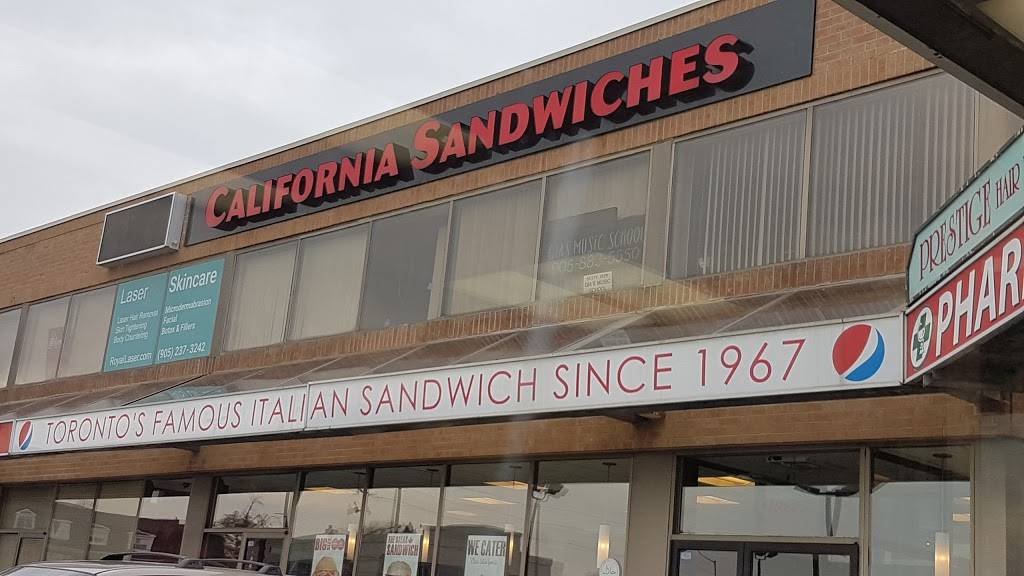 CALIFORNIA SANDWICHES
Laser
Laser Hair Removal
Skin Tightening
Body Countering
RoyalLaser.com
Skincare
Microdermabrasion
Facial
Botox & Fillers
(905) 237-3242
MUSIC SCHOOL
PRESTIGE HAIR
PHAR
TORONTO'S FAMOUS ITALIAN SANDWICH SINCE 1967
SANDWICH
WE CATER